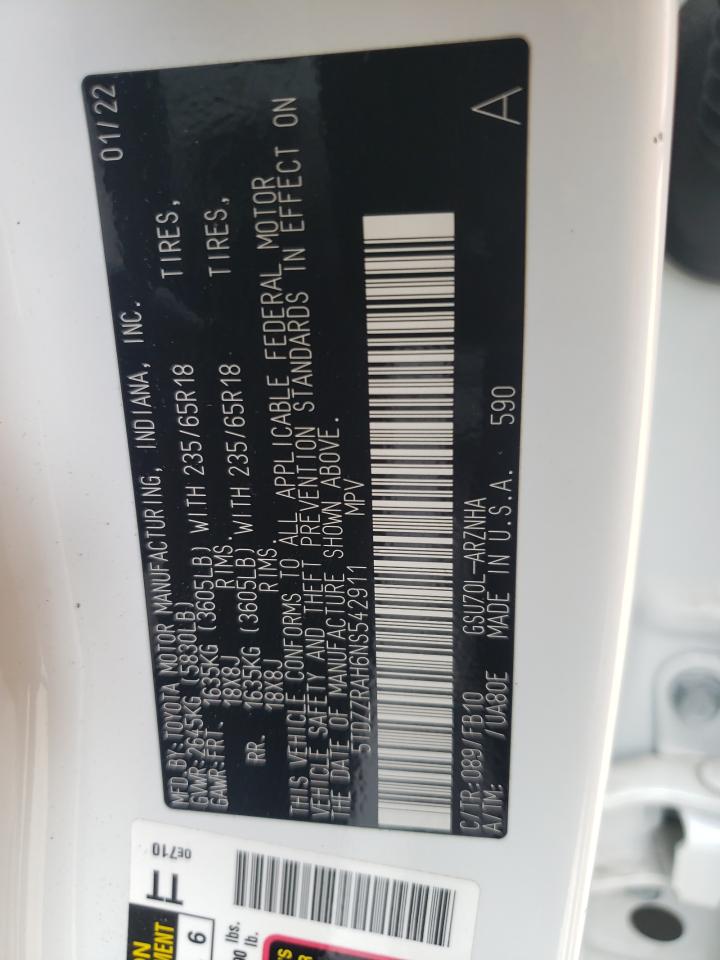 MFD.BY:TOYOTA MOTOR MANUFACTURING, INDIANA, INC. 01/22
GVWR:2645KG (5830LB)
GAWR:FRT. 1635KG (3605LB) WITH 235/65R18 TIRES,
18X8J RIMS.
RR. 1635KG (3605LB) WITH 235/65R18 TIRES,
18X8J RIMS.
THIS VEHICLE CONFORMS TO ALL APPLICABLE FEDERAL MOTOR
VEHICLE SAFETY AND THEFT PREVENTION STANDARDS IN EFFECT ON
THE DATE OF MANUFACTURE SHOWN ABOVE.
5TDZZRAH6NS542911 MPV
C/TR:089/FB10 GSU70L-ARZNHA
A/TM: /UA80E MADE IN U.S.A. 590 A
0E710
6
lbs.
lb.